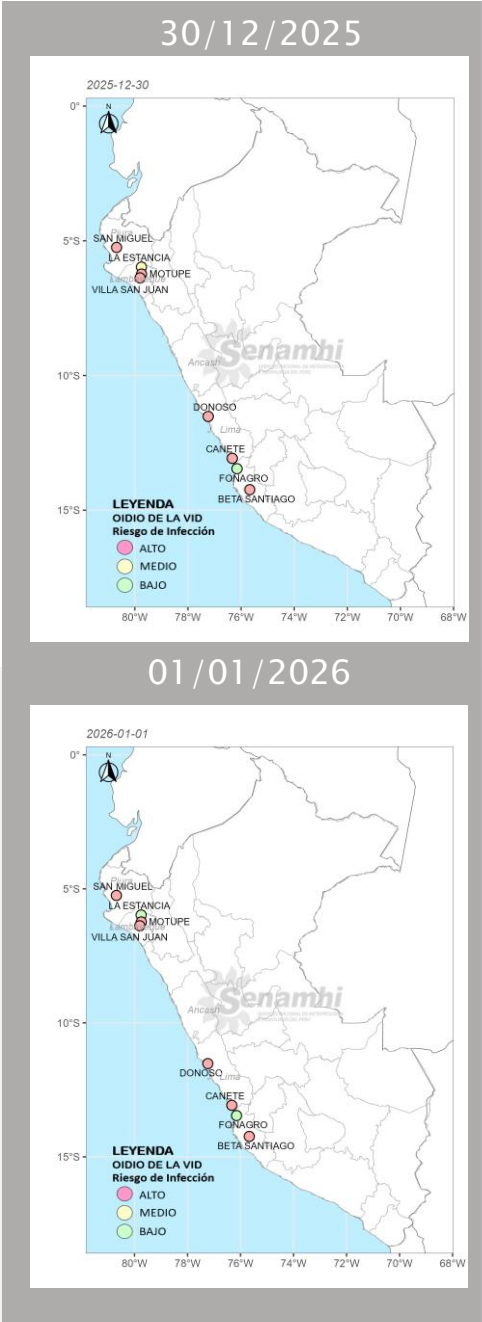 30/12/2025
2025-12-30
N
0°
Piura
SAN MIGUEL
5°S
LA ESTANCIA
MOTUPE
Lambayeque
VILLA SAN JUAN
Senamhi
Ancash
10°S
DONOSO
Lima
CANETE
FONAGRO
BETA SANTIAGO
LEYENDA
OIDIO DE LA VID
15°S
Riesgo de Infección
ALTO
MEDIO
BAJO
80°W 78°W 76°W 74°W 72°W 70°W 68°W
01/01/2026
2026-01-01
N
0°
Piura
SAN MIGUEL
5°S
LA ESTANCIA
MOTUPE
Lambayeque
VILLA SAN JUAN
Senamhi
Ancash
10°S
DONOSO
Lima
CANETE
FONAGRO
BETA SANTIAGO
LEYENDA
15°S
OIDIO DE LA VID
Riesgo de Infección
ALTO
MEDIO
BAJO
80°W 78°W 76°W 74°W 72°W 70°W 68°W